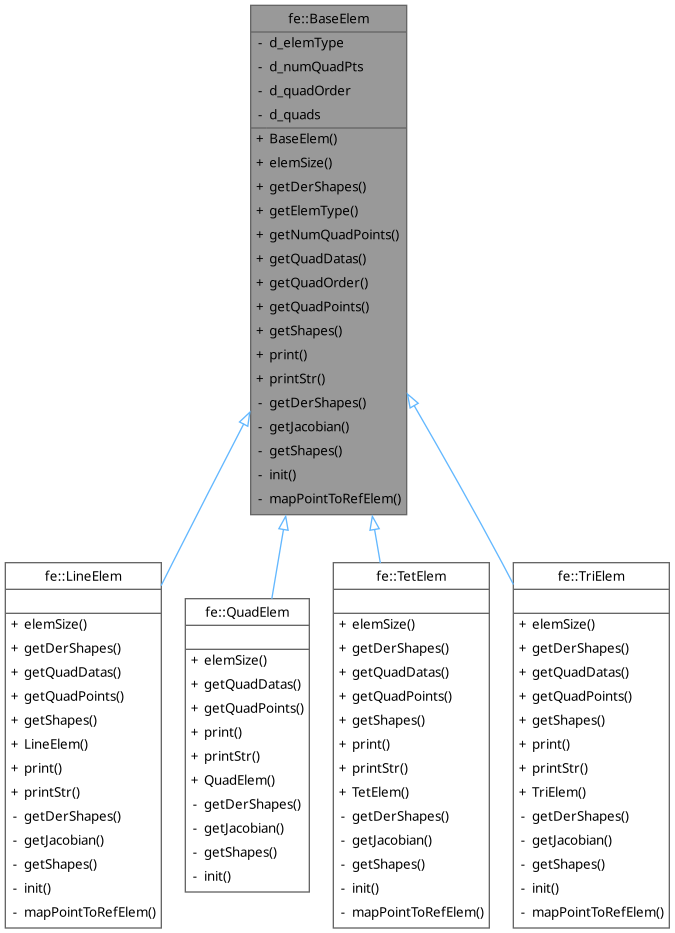 fe::BaseElem
- d_elemType
- d_numQuadPts
- d_quadOrder
- d_quads
+ BaseElem()
+ elemSize()
+ getDerShapes()
+ getElemType()
+ getNumQuadPoints()
+ getQuadDatas()
+ getQuadOrder()
+ getQuadPoints()
+ getShapes()
+ print()
+ printStr()
- getDerShapes()
- getJacobian()
- getShapes()
- init()
- mapPointToRefElem()
fe::LineElem
+ elemSize()
+ getDerShapes()
+ getQuadDatas()
+ getQuadPoints()
+ getShapes()
+ LineElem()
+ print()
+ printStr()
- getDerShapes()
- getJacobian()
- getShapes()
- init()
- mapPointToRefElem()
fe::QuadElem
+ elemSize()
+ getQuadDatas()
+ getQuadPoints()
+ print()
+ printStr()
+ QuadElem()
- getDerShapes()
- getJacobian()
- getShapes()
- init()
fe::TetElem
+ elemSize()
+ getDerShapes()
+ getQuadDatas()
+ getQuadPoints()
+ getShapes()
+ print()
+ printStr()
+ TetElem()
- getDerShapes()
- getJacobian()
- getShapes()
- init()
- mapPointToRefElem()
fe::TriElem
+ elemSize()
+ getDerShapes()
+ getQuadDatas()
+ getQuadPoints()
+ getShapes()
+ print()
+ printStr()
+ TriElem()
- getDerShapes()
- getJacobian()
- getShapes()
- init()
- mapPointToRefElem()